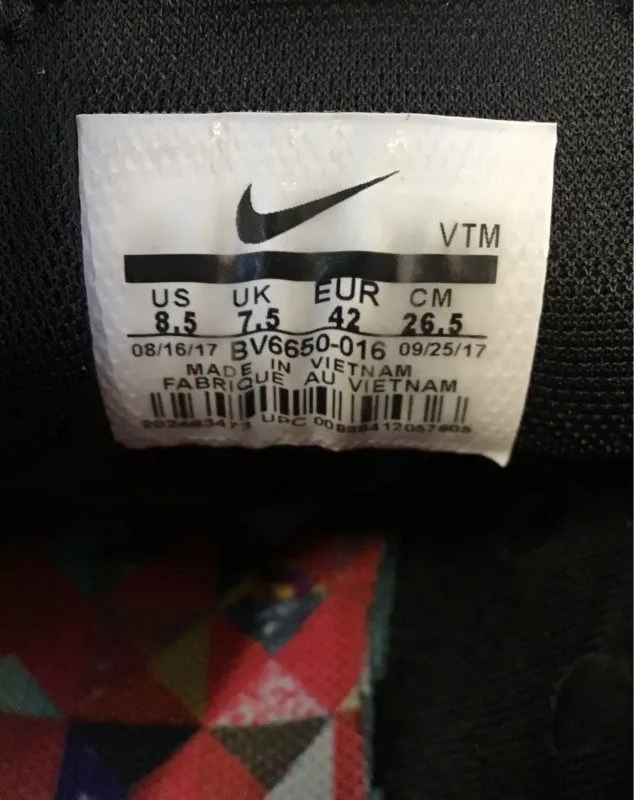 VTM
US UK EUR CM
8.5 7.5 42 26.5
08/16/17 BV6650-016 09/25/17
MADE IN VIETNAM
FABRIQUE AU VIETNAM
UPC